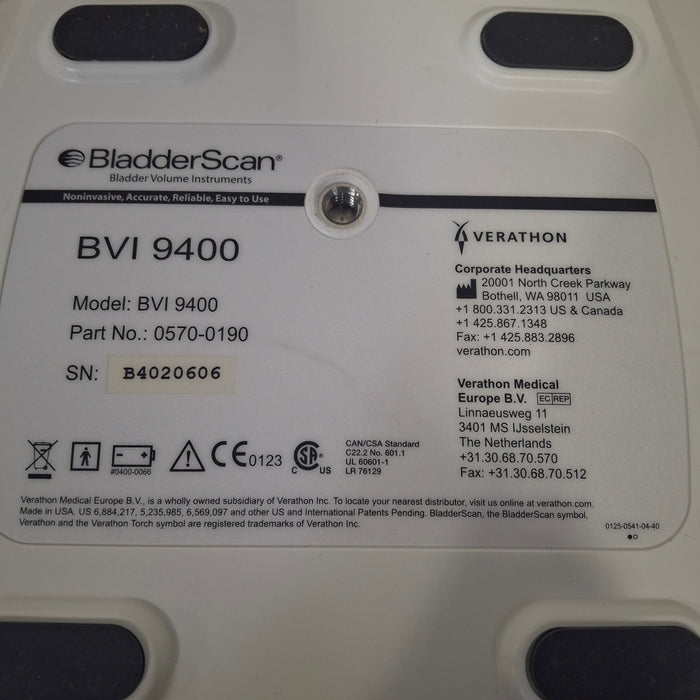 BladderScan®
Bladder Volume Instruments
Noninvasive, Accurate, Reliable, Easy to Use
BVI 9400
Model: BVI 9400
Part No.: 0570-0190
SN: B4020606
VERATHON
Corporate Headquarters
20001 North Creek Parkway
Bothell, WA 98011 USA
+1 800.331.2313 US & Canada
+1 425.867.1348
Fax: +1 425.883.2896
verathon.com
Verathon Medical
Europe B.V. EC REP
Linnaeusweg 11
3401 MS IJsselstein
The Netherlands
+31.30.68.70.570
Fax: +31.30.68.70.512
#0400-0066
CE 0123
C SA US
CAN/CSA Standard
C22.2 No. 601.1
UL 60601-1
LR 76129
Verathon Medical Europe B.V., is a wholly owned subsidiary of Verathon Inc. To locate your nearest distributor, visit us online at verathon.com.
Made in USA. US 6,884,217, 5,235,985, 6,569,097 and other US and International Patents Pending. BladderScan, the BladderScan symbol,
Verathon and the Verathon Torch symbol are registered trademarks of Verathon Inc.
0125-0541-04-40